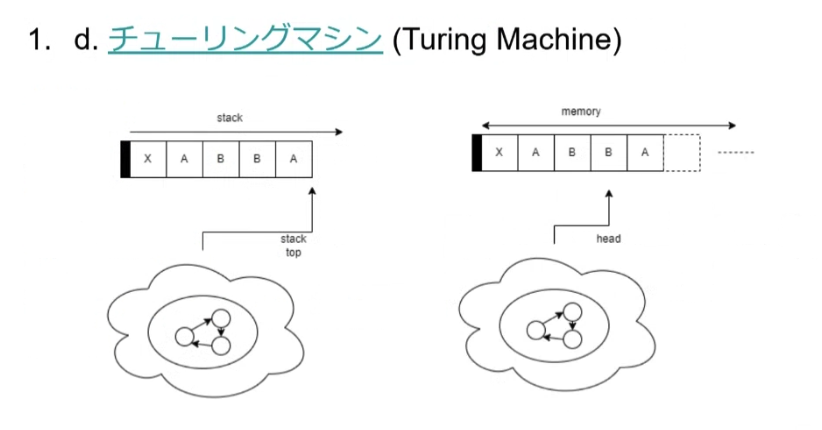 1. d. チューリングマシン (Turing Machine)
stack
X A B B A
stack
top
memory
X A B B A
head